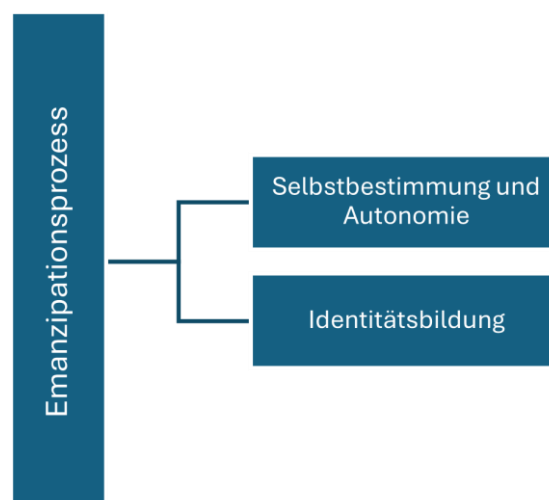 Emanzipationsprozess
Selbstbestimmung und
Autonomie
Identitätsbildung